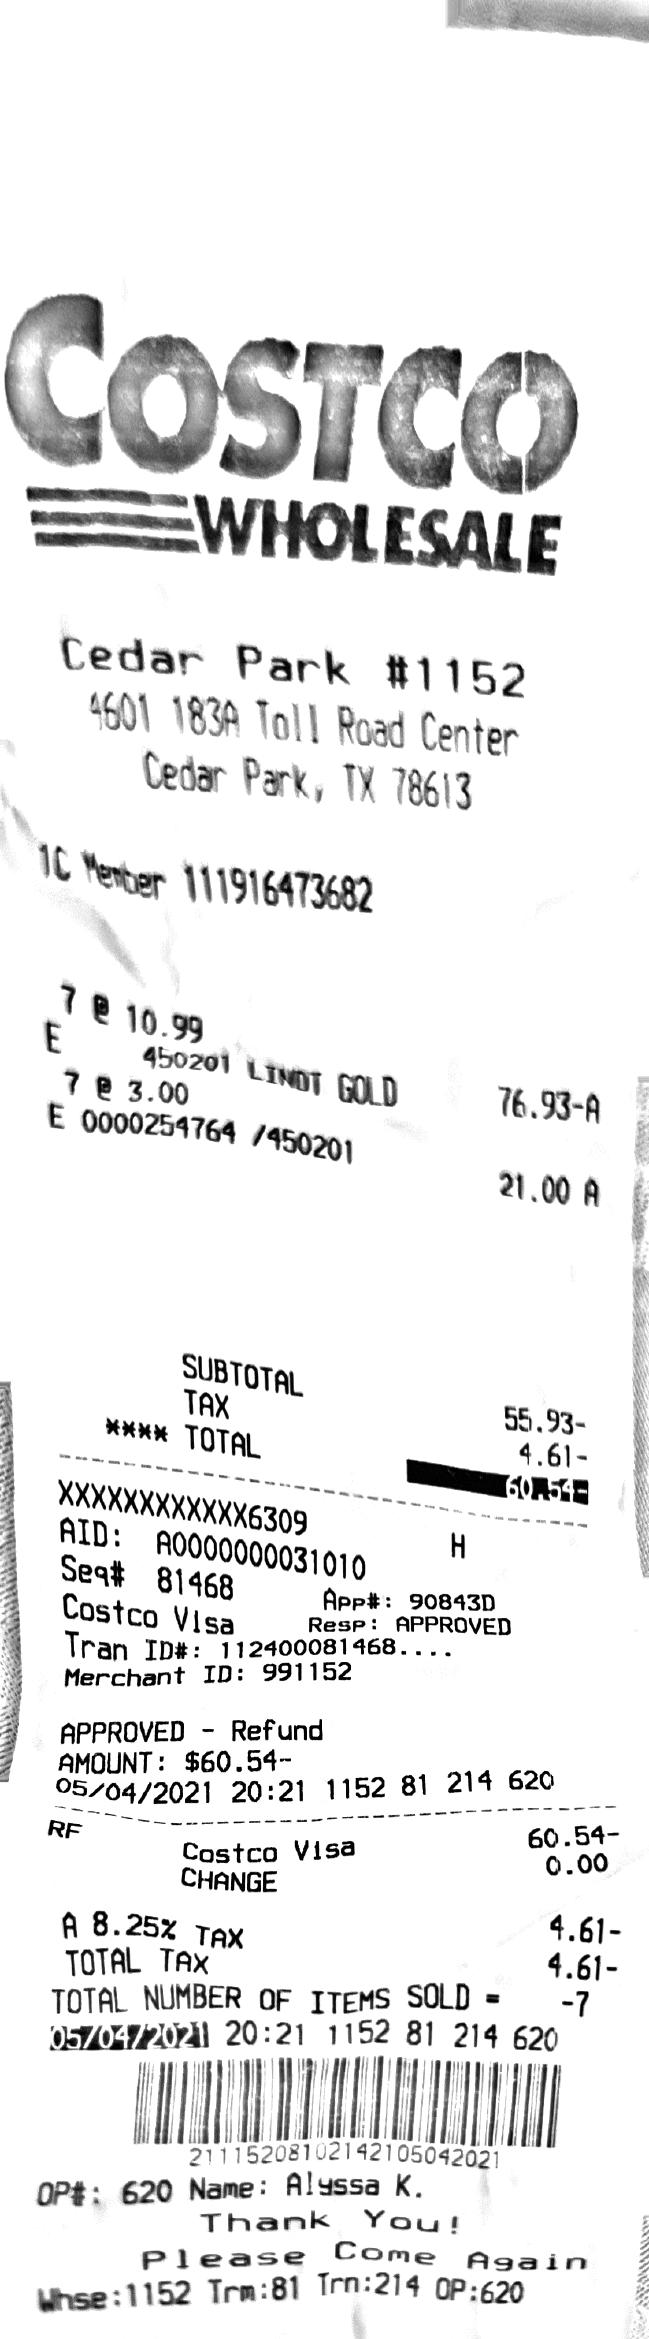 COSTCO
WHOLESALE
Cedar Park #1152
4601 183A Toll Road Center
Cedar Park, TX 78613
1C Member 111916473682
7 @ 10.99
E 450201 LINDT GOLD 76.93-A
7 @ 3.00
E 0000254764 /450201 21.00 A
SUBTOTAL 55.93-
TAX 4.61-
**** TOTAL 60.54-
XXXXXXXXXXXX6309 H
AID: A0000000031010
Seq# 81468 App#: 90843D
Costco Visa Resp: APPROVED
Tran ID#: 112400081468....
Merchant ID: 991152
APPROVED - Refund
AMOUNT: $60.54-
05/04/2021 20:21 1152 81 214 620
RF Costco Visa 60.54-
CHANGE 0.00
A 8.25% TAX 4.61-
TOTAL TAX 4.61-
TOTAL NUMBER OF ITEMS SOLD = -7
05/04/2021 20:21 1152 81 214 620
21115208102142105042021
OP#: 620 Name: Alyssa K.
Thank You!
Please Come Again
Whse:1152 Trm:81 Trn:214 OP:620